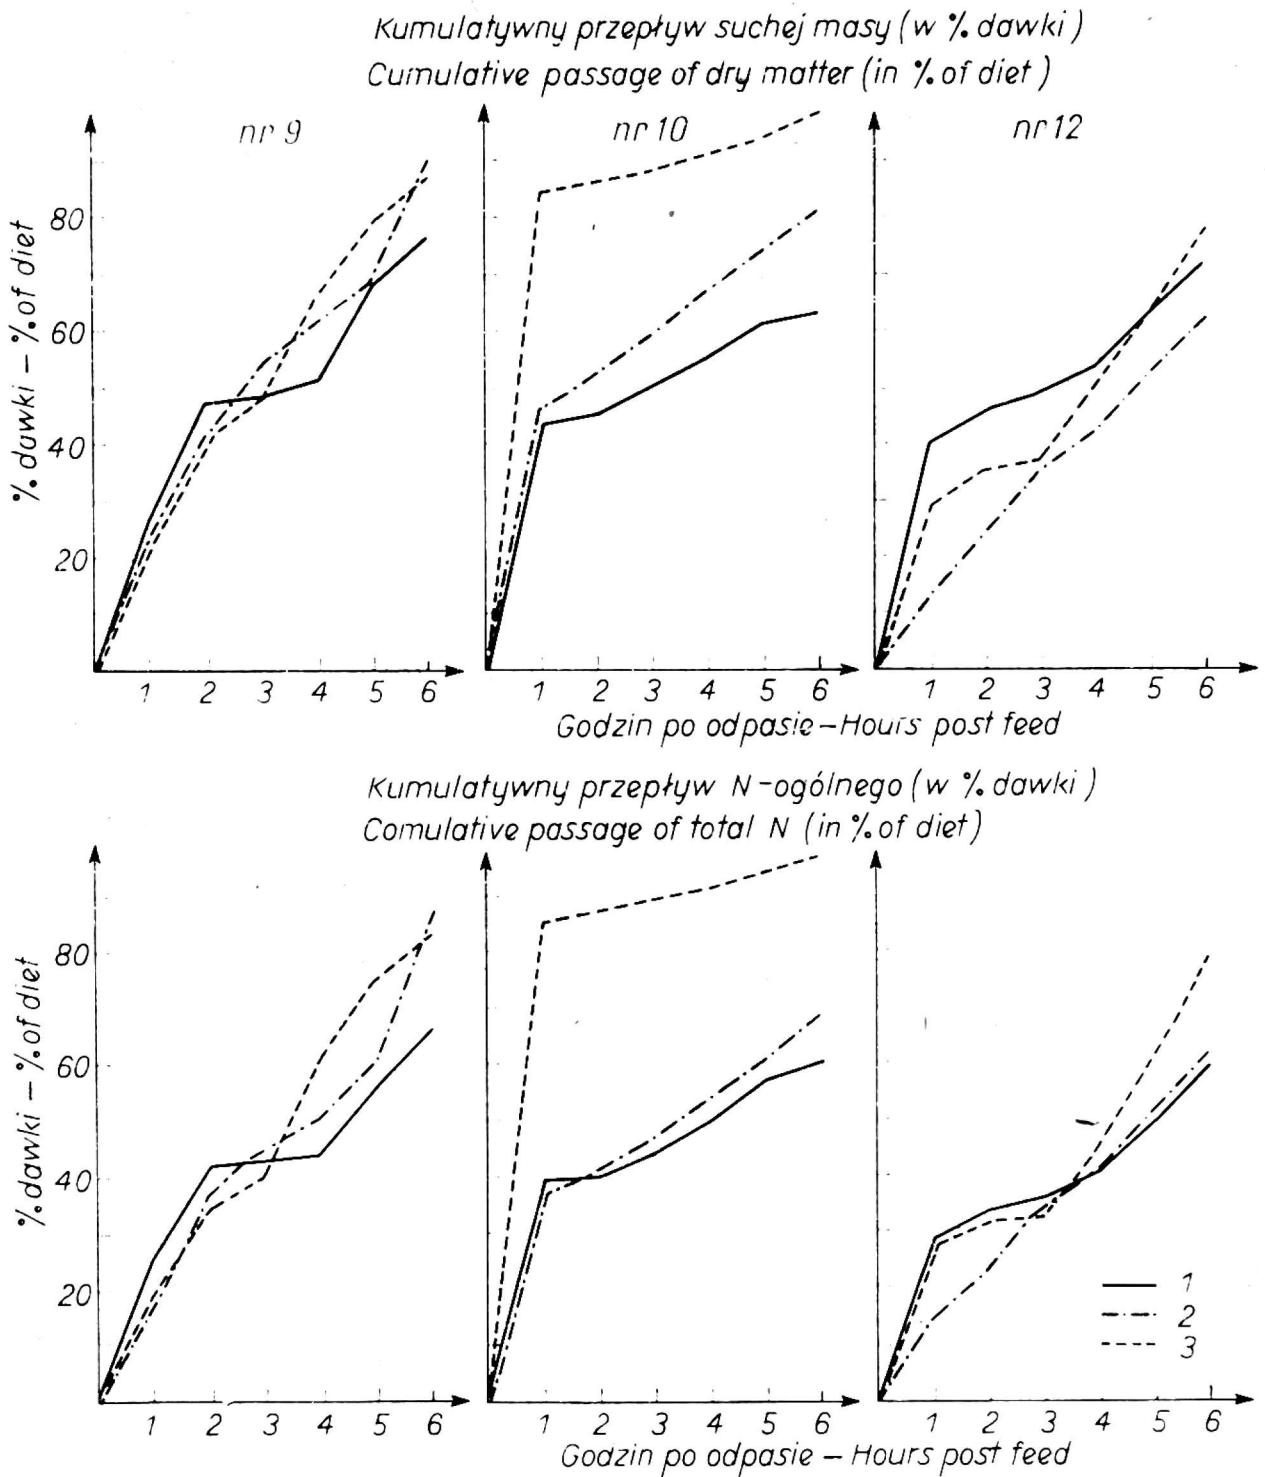 Kumulatywny przepływ suchej masy (w % dawki)
Cumulative passage of dry matter (in % of diet)
nr 9
nr 10
nr 12
% dawki – % of diet
80
60
40
20
1 2 3 4 5 6
1 2 3 4 5 6
1 2 3 4 5 6
Godzin po odpasie – Hours post feed
Kumulatywny przepływ N-ogólnego (w % dawki)
Comulative passage of total N (in % of diet)
% dawki – % of diet
80
60
40
20
1
2
3
1 2 3 4 5 6
1 2 3 4 5 6
1 2 3 4 5 6
Godzin po odpasie – Hours post feed